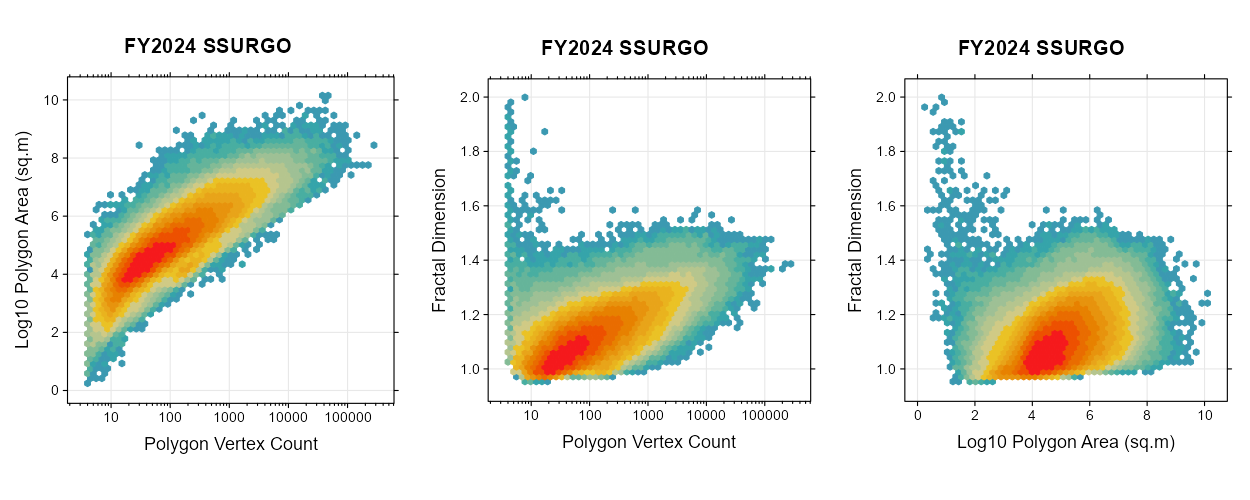 FY2024 SSURGO
Log10 Polygon Area (sq.m)
10
8
6
4
2
0
10 100 1000 10000 100000
Polygon Vertex Count
FY2024 SSURGO
Fractal Dimension
2.0
1.8
1.6
1.4
1.2
1.0
10 100 1000 10000 100000
Polygon Vertex Count
FY2024 SSURGO
Fractal Dimension
2.0
1.8
1.6
1.4
1.2
1.0
0 2 4 6 8 10
Log10 Polygon Area (sq.m)